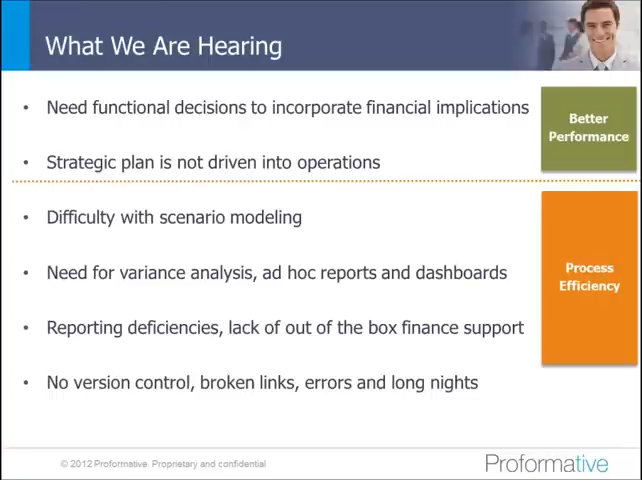 What We Are Hearing
• Need functional decisions to incorporate financial implications
• Strategic plan is not driven into operations
Better
Performance
• Difficulty with scenario modeling
• Need for variance analysis, ad hoc reports and dashboards
• Reporting deficiencies, lack of out of the box finance support
• No version control, broken links, errors and long nights
Process
Efficiency
© 2012 Proformative. Proprietary and confidential
Proformative